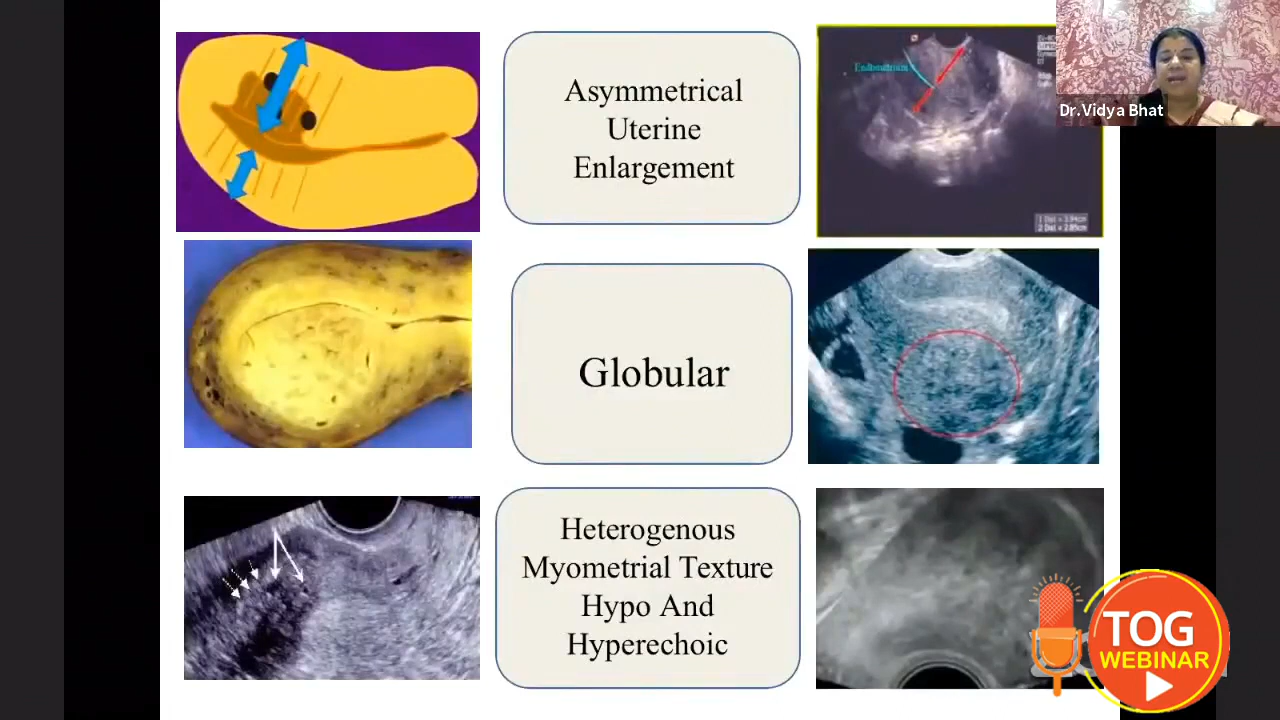 Asymmetrical
Uterine
Enlargement
Endometrium
Dr.Vidya Bhat
Globular
Heterogenous
Myometrial Texture
Hypo And
Hyperechoic
TOG
WEBINAR